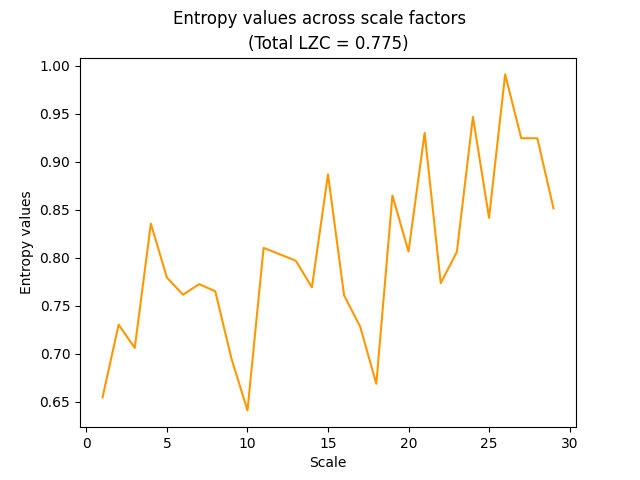 Entropy values across scale factors
(Total LZC = 0.775)
1.00
0.95
0.90
0.85
0.80
0.75
0.70
0.65
Entropy values
0 5 10 15 20 25 30
Scale